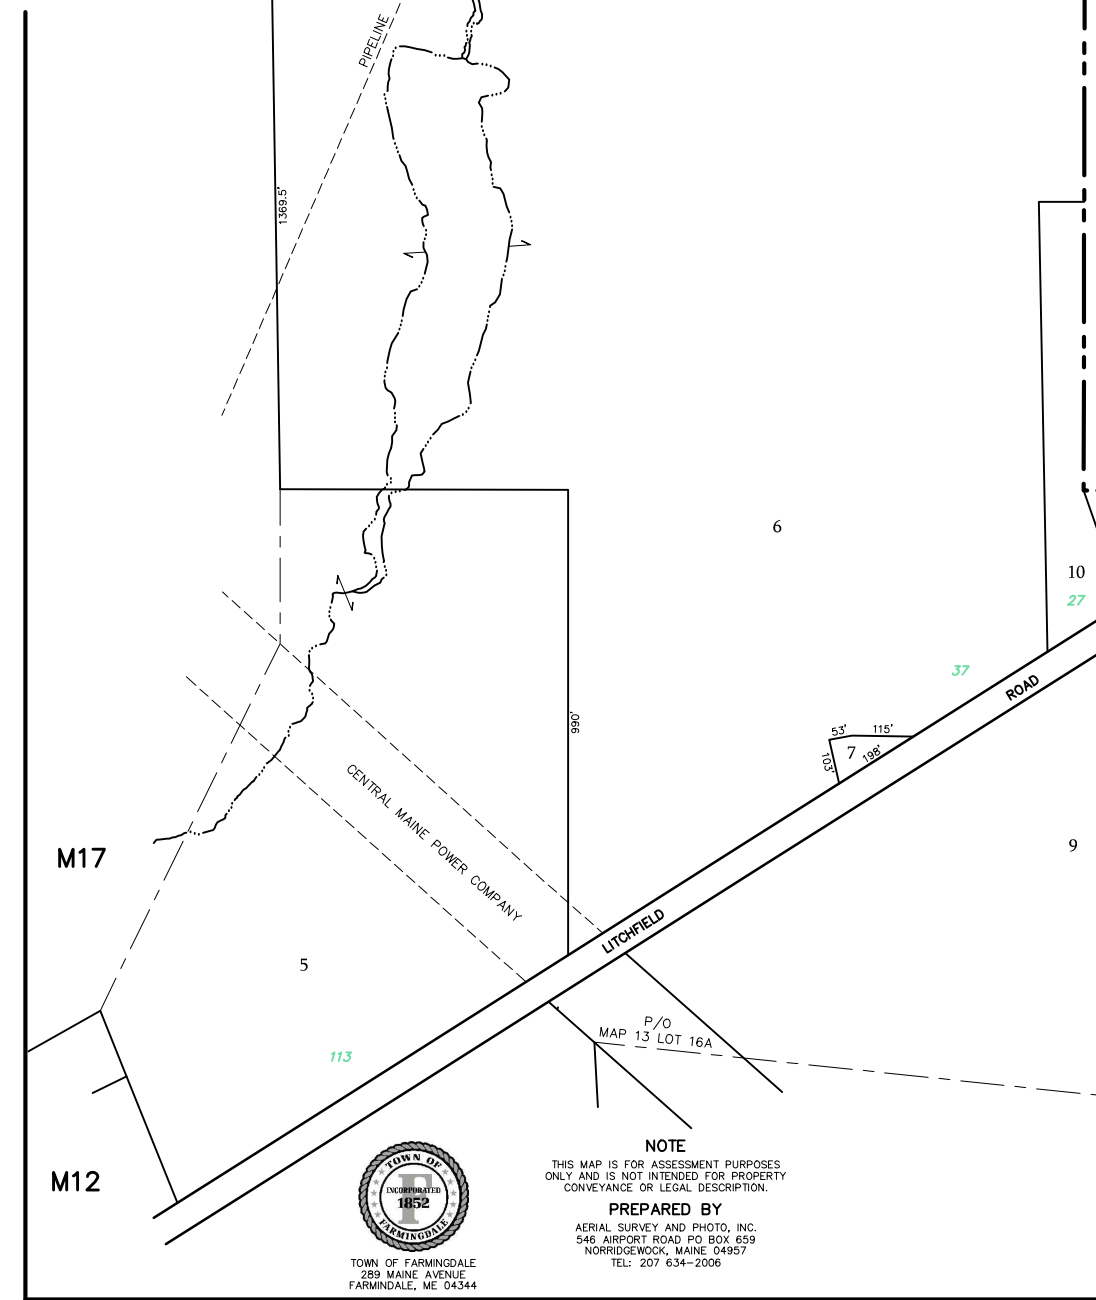 PIPELINE
1369.5'
6
10
27
37
ROAD
53'
115'
7
198'
103'
990'
9
CENTRAL MAINE POWER COMPANY
M17
LITCHFIELD
5
P/O
MAP 13 LOT 16A
113
M12
TOWN OF
INCORPORATED
F
1852
FARMINGDALE
TOWN OF FARMINGDALE
289 MAINE AVENUE
FARMINDALE, ME 04344
NOTE
THIS MAP IS FOR ASSESSMENT PURPOSES
ONLY AND IS NOT INTENDED FOR PROPERTY
CONVEYANCE OR LEGAL DESCRIPTION.
PREPARED BY
AERIAL SURVEY AND PHOTO, INC.
546 AIRPORT ROAD PO BOX 659
NORRIDGEWOCK, MAINE 04957
TEL: 207 634-2006